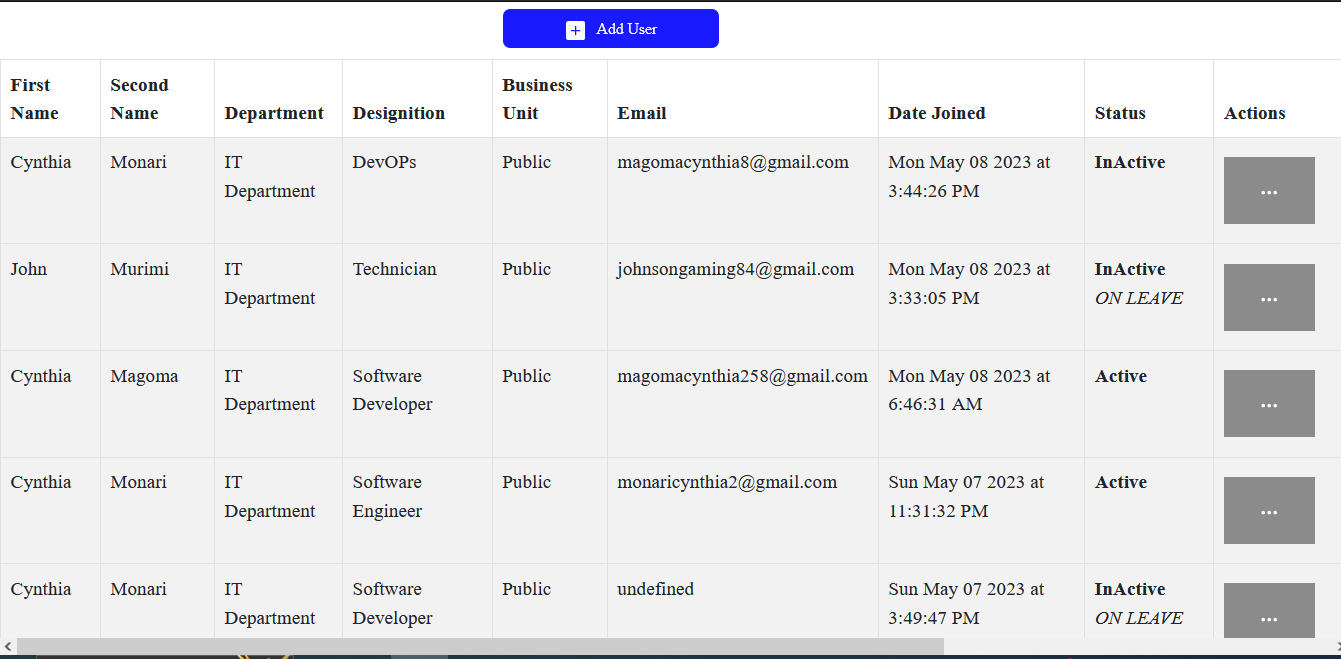 Add User
First Name Second Name Department Designition Business Unit Email Date Joined Status Actions
Cynthia Monari IT Department DevOPs Public magomacynthia8@gmail.com Mon May 08 2023 at 3:44:26 PM InActive ...
John Murimi IT Department Technician Public johnsongaming84@gmail.com Mon May 08 2023 at 3:33:05 PM InActive ON LEAVE ...
Cynthia Magoma IT Department Software Developer Public magomacynthia258@gmail.com Mon May 08 2023 at 6:46:31 AM Active ...
Cynthia Monari IT Department Software Engineer Public monaricynthia2@gmail.com Sun May 07 2023 at 11:31:32 PM Active ...
Cynthia Monari IT Department Software Developer Public undefined Sun May 07 2023 at 3:49:47 PM InActive ON LEAVE ...